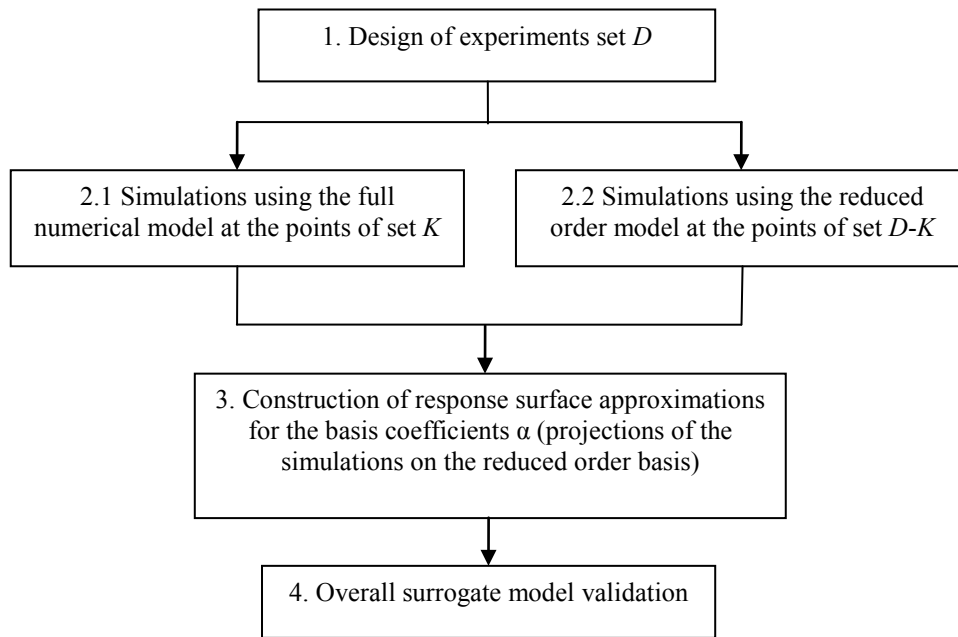 1. Design of experiments set D
2.1 Simulations using the full
numerical model at the points of set K
2.2 Simulations using the reduced
order model at the points of set D-K
3. Construction of response surface approximations
for the basis coefficients α (projections of the
simulations on the reduced order basis)
4. Overall surrogate model validation